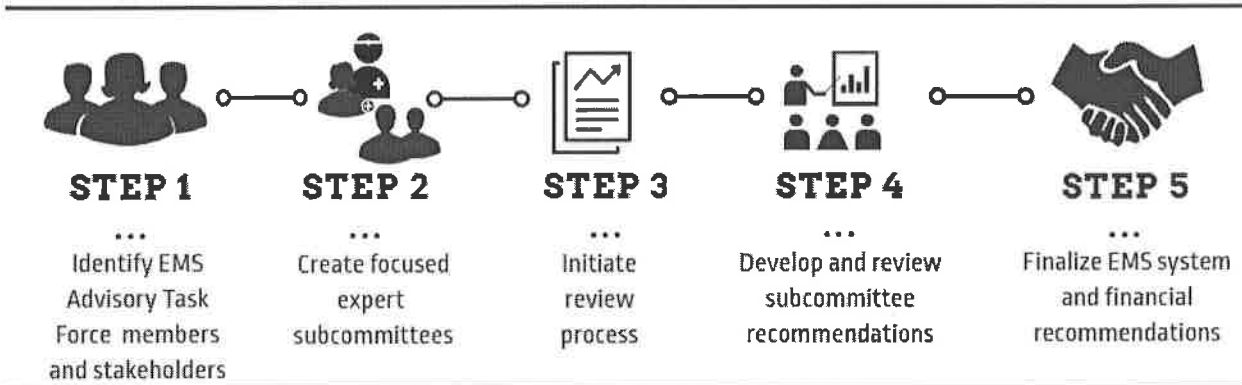 STEP 1
...
Identify EMS
Advisory Task
Force members
and stakeholders
STEP 2
...
Create focused
expert
subcommittees
STEP 3
...
Initiate
review
process
STEP 4
...
Develop and review
subcommittee
recommendations
STEP 5
...
Finalize EMS system
and financial
recommendations